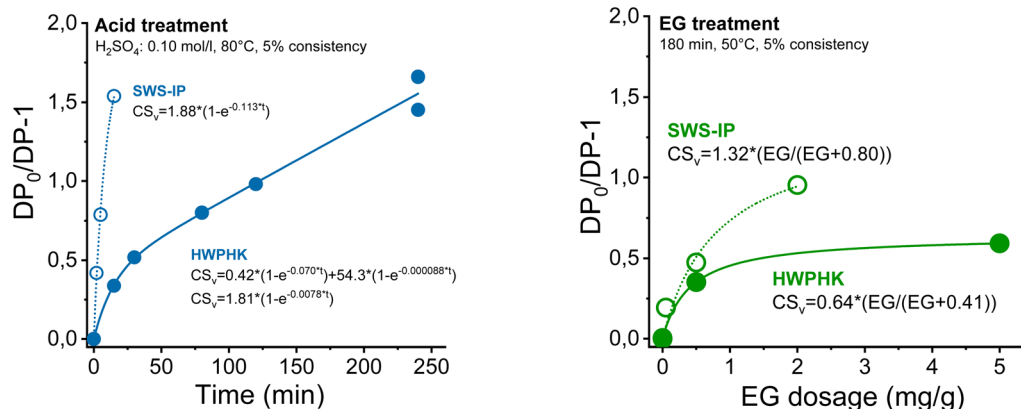 Acid treatment
H₂SO₄: 0.10 mol/l, 80°C, 5% consistency
SWS-IP
CSᵥ=1.88*(1-e^-0.113*t)
HWPHK
CSᵥ=0.42*(1-e^-0.070*t)+54.3*(1-e^-0.000088*t)
CSᵥ=1.81*(1-e^-0.0078*t)
DP₀/DP-1
2,0
1,5
1,0
0,5
0,0
0 50 100 150 200 250
Time (min)
EG treatment
180 min, 50°C, 5% consistency
SWS-IP
CSᵥ=1.32*(EG/(EG+0.80))
HWPHK
CSᵥ=0.64*(EG/(EG+0.41))
DP₀/DP-1
2,0
1,5
1,0
0,5
0,0
0 1 2 3 4 5
EG dosage (mg/g)